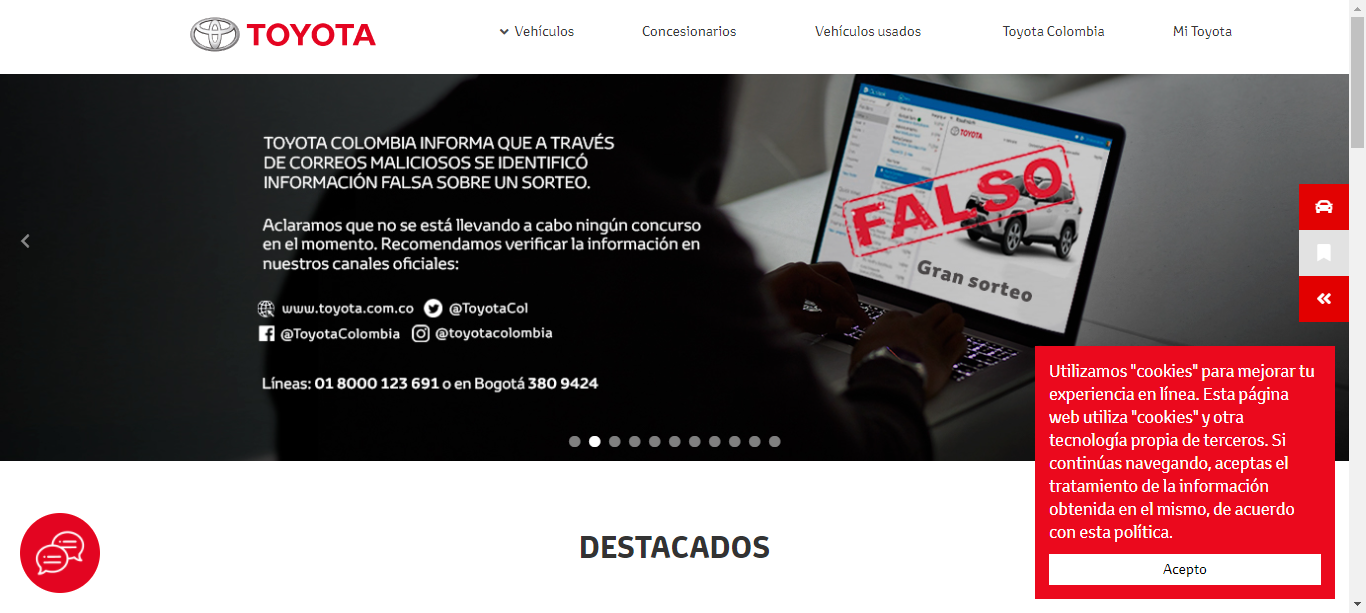 TOYOTA
Vehículos
Concesionarios
Vehículos usados
Toyota Colombia
Mi Toyota
TOYOTA COLOMBIA INFORMA QUE A TRAVÉS
DE CORREOS MALICIOSOS SE IDENTIFICÓ
INFORMACIÓN FALSA SOBRE UN SORTEO.
Aclaramos que no se está llevando a cabo ningún concurso
en el momento. Recomendamos verificar la información en
nuestros canales oficiales:
www.toyota.com.co @ToyotaCol
@ToyotaColombia @toyotacolombia
Líneas: 01 8000 123 691 o en Bogotá 380 9424
TOYOTA
FALSO
Gran sorteo
Utilizamos "cookies" para mejorar tu
experiencia en línea. Esta página
web utiliza "cookies" y otra
tecnología propia de terceros. Si
continúas navegando, aceptas el
tratamiento de la información
obtenida en el mismo, de acuerdo
con esta política.
Acepto
DESTACADOS